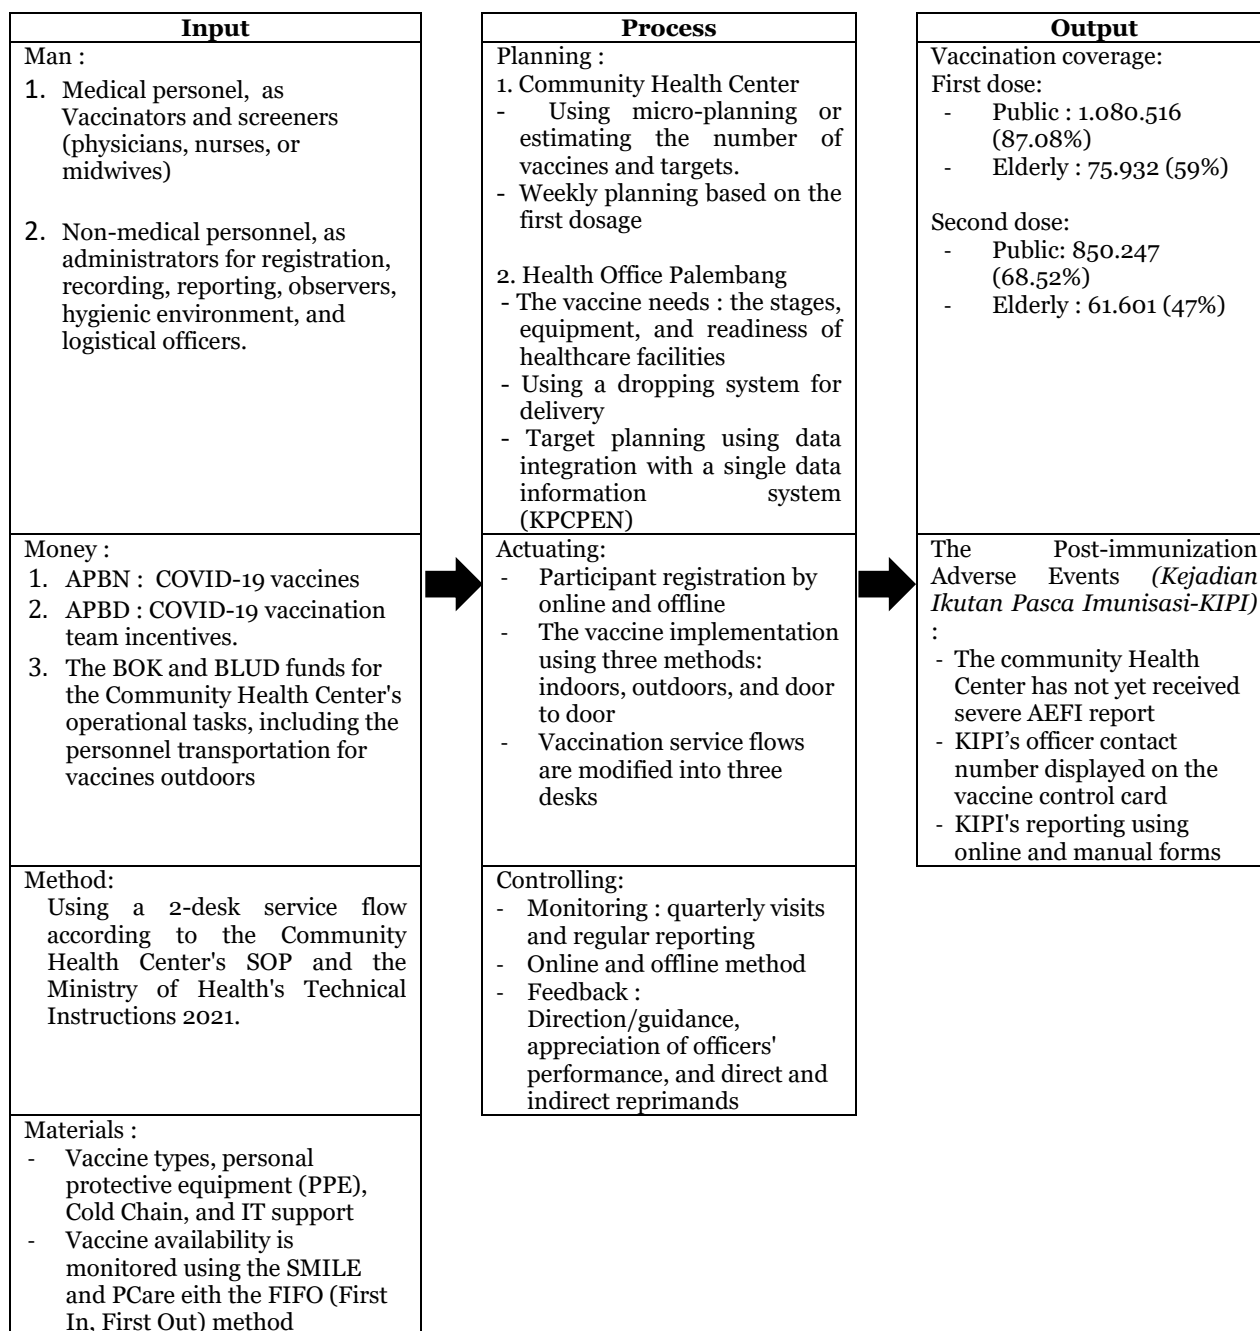 Input
Man :
1. Medical personel, as
Vaccinators and screeners
(physicians, nurses, or
midwives)
2. Non-medical personnel, as
administrators for registration,
recording, reporting, observers,
hygienic environment, and
logistical officers.
Money :
1. APBN : COVID-19 vaccines
2. APBD : COVID-19 vaccination
team incentives.
3. The BOK and BLUD funds for
the Community Health Center's
operational tasks, including the
personnel transportation for
vaccines outdoors
Method:
Using a 2-desk service flow
according to the Community
Health Center's SOP and the
Ministry of Health's Technical
Instructions 2021.
Materials :
- Vaccine types, personal
protective equipment (PPE),
Cold Chain, and IT support
- Vaccine availability is
monitored using the SMILE
and PCare eith the FIFO (First
In, First Out) method
Process
Planning :
1. Community Health Center
- Using micro-planning or
estimating the number of
vaccines and targets.
- Weekly planning based on the
first dosage
2. Health Office Palembang
- The vaccine needs : the stages,
equipment, and readiness of
healthcare facilities
- Using a dropping system for
delivery
- Target planning using data
integration with a single data
information system
(KPCPEN)
Actuating:
- Participant registration by
online and offline
- The vaccine implementation
using three methods:
indoors, outdoors, and door
to door
- Vaccination service flows
are modified into three
desks
Controlling:
- Monitoring : quarterly visits
and regular reporting
- Online and offline method
- Feedback :
Direction/guidance,
appreciation of officers'
performance, and direct and
indirect reprimands
Output
Vaccination coverage:
First dose:
- Public : 1.080.516
(87.08%)
- Elderly : 75.932 (59%)
Second dose:
- Public: 850.247
(68.52%)
- Elderly : 61.601 (47%)
The Post-immunization
Adverse Events (Kejadian
Ikutan Pasca Imunisasi-KIPI)
:
- The community Health
Center has not yet received
severe AEFI report
- KIPI’s officer contact
number displayed on the
vaccine control card
- KIPI's reporting using
online and manual forms